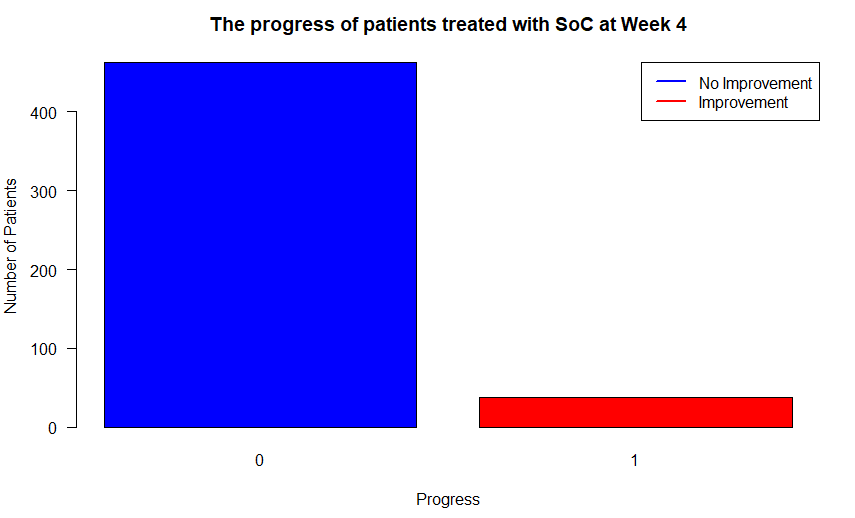 The progress of patients treated with SoC at Week 4
No Improvement
Improvement
Number of Patients
400
300
200
100
0
0
1
Progress